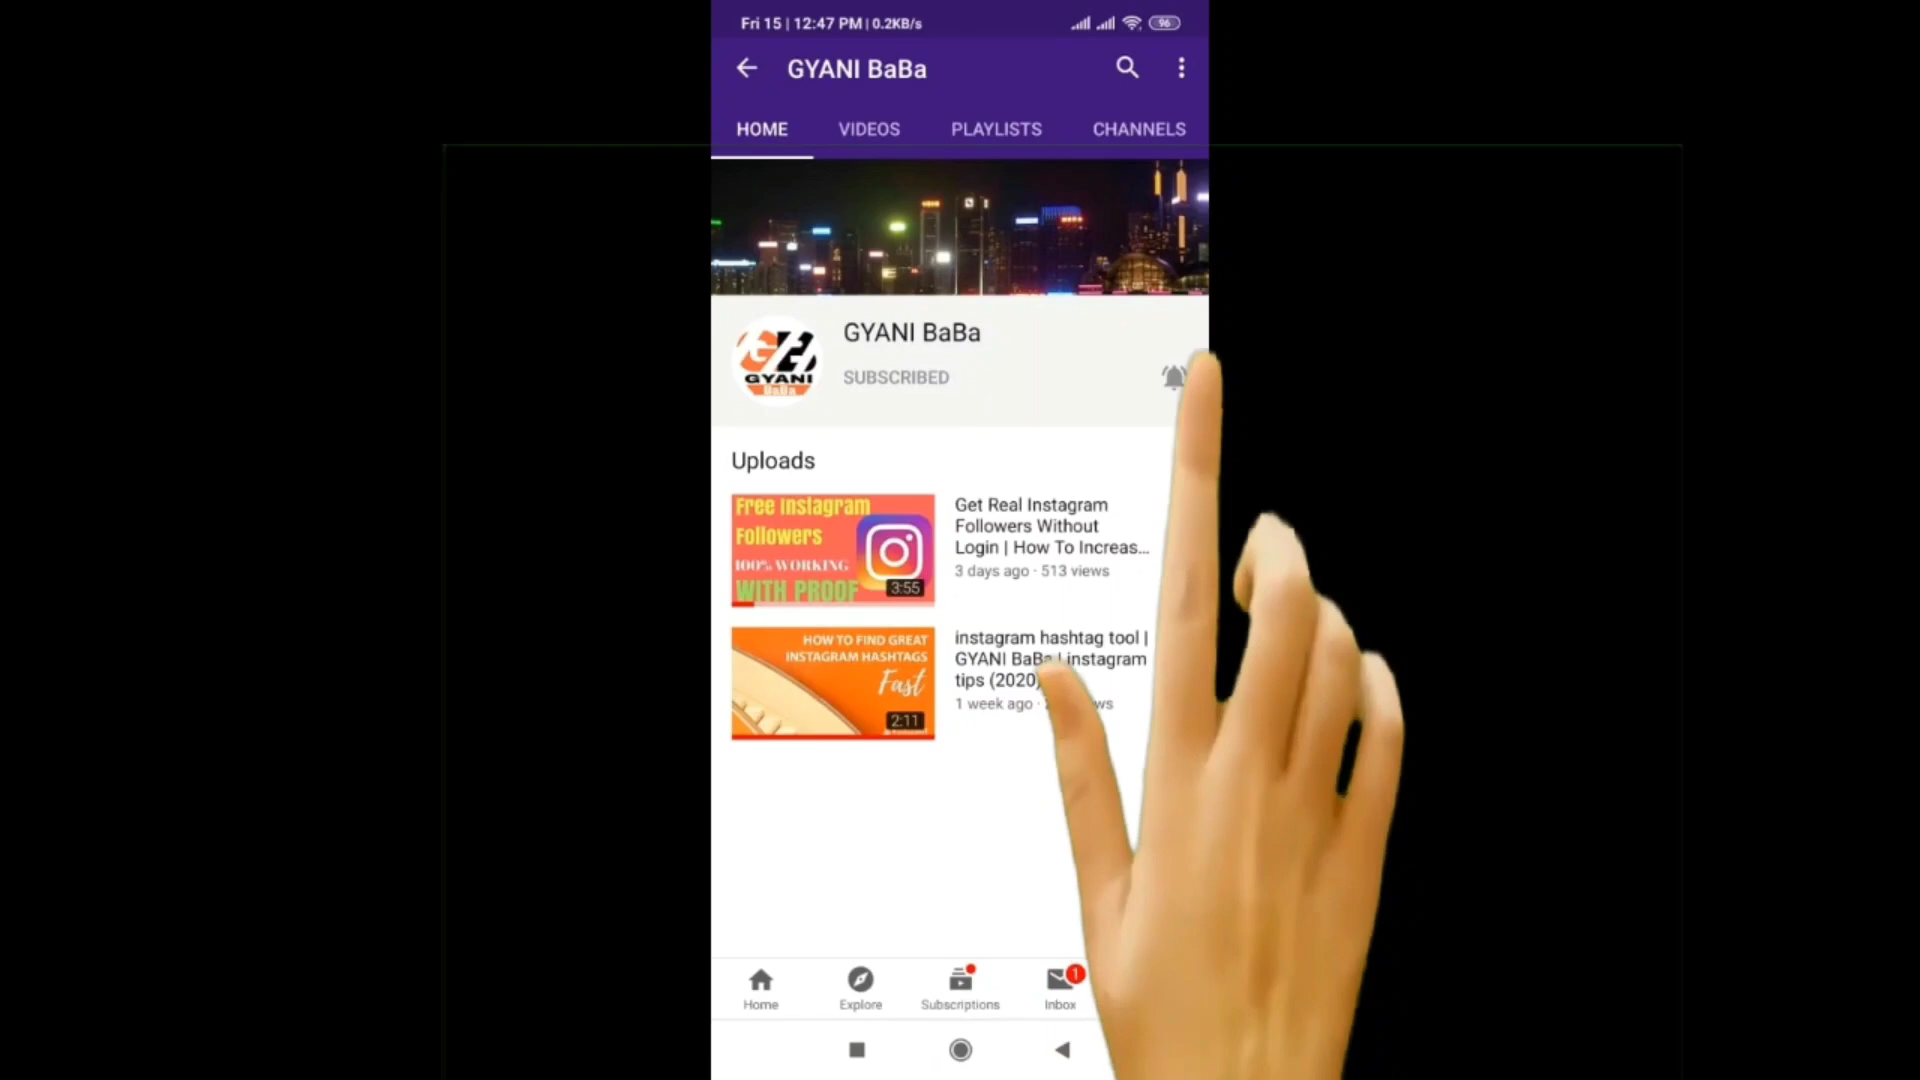 Fri 15 | 12:47 PM | 0.2KB/s
96
GYANI BaBa
HOME
VIDEOS
PLAYLISTS
CHANNELS
GYANI
BaBa
GYANI BaBa
SUBSCRIBED
Uploads
Free Instagram
Followers
100% WORKING
WITH PROOF
3:55
Get Real Instagram
Followers Without
Login | How To Increas...
3 days ago · 513 views
HOW TO FIND GREAT
INSTAGRAM HASHTAGS
Fast
2:11
instagram hashtag tool |
GYANI BaBa | instagram
tips (2020)
1 week ago ·
Home
Explore
Subscriptions
1
Inbox